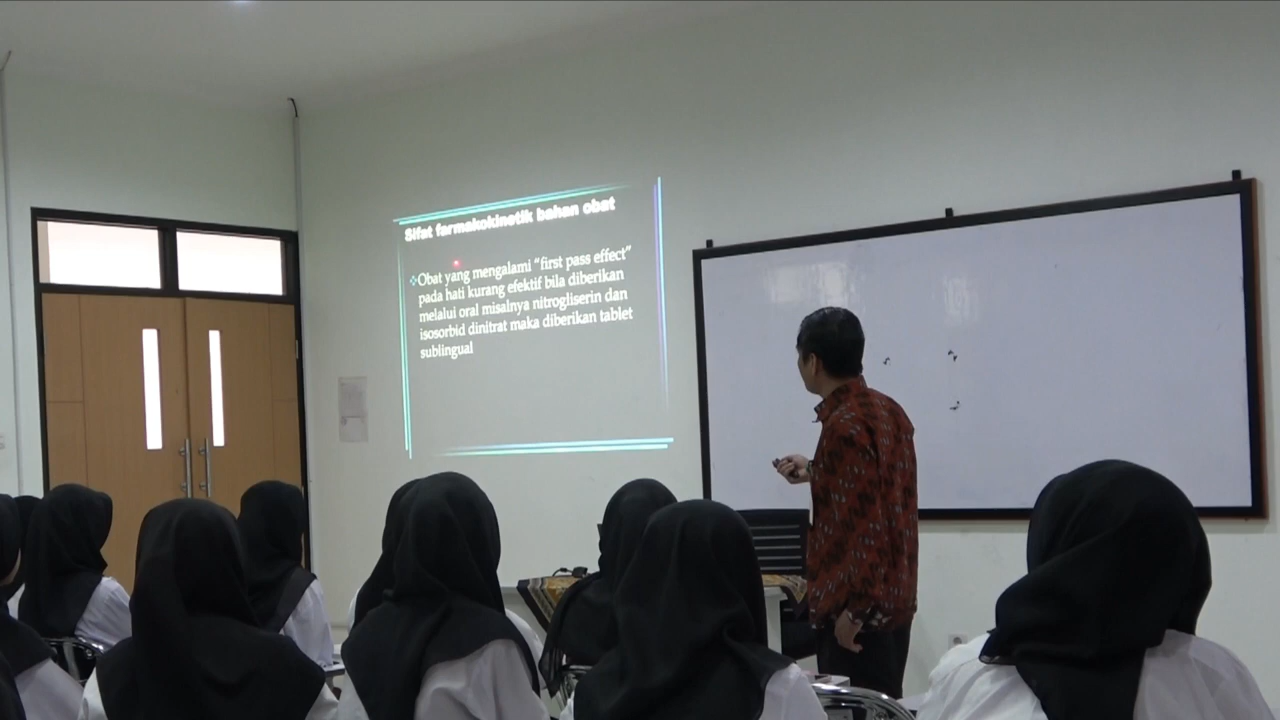 Sifat farmakokinetik bahan obat
Obat yang mengalami “first pass effect”
pada hati kurang efektif bila diberikan
melalui oral misalnya nitrogliserin dan
isosorbid dinitrat maka diberikan tablet
sublingual